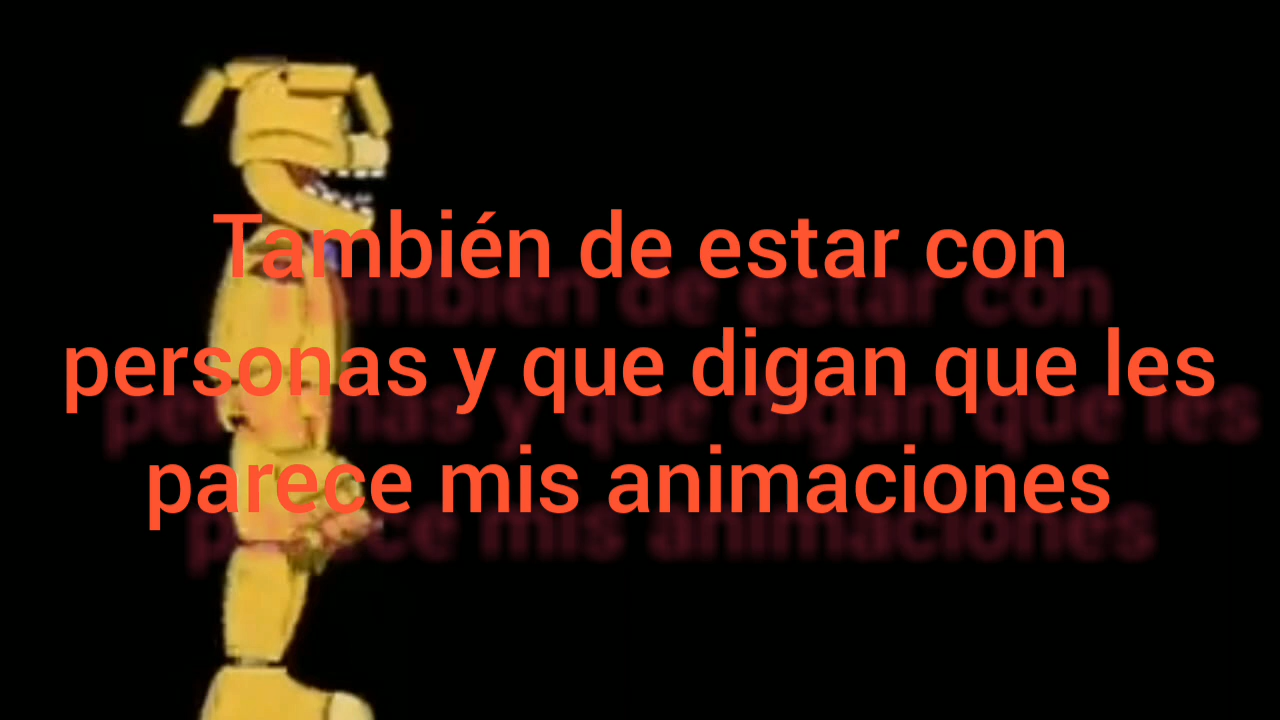 También de estar con
personas y que digan que les
parece mis animaciones